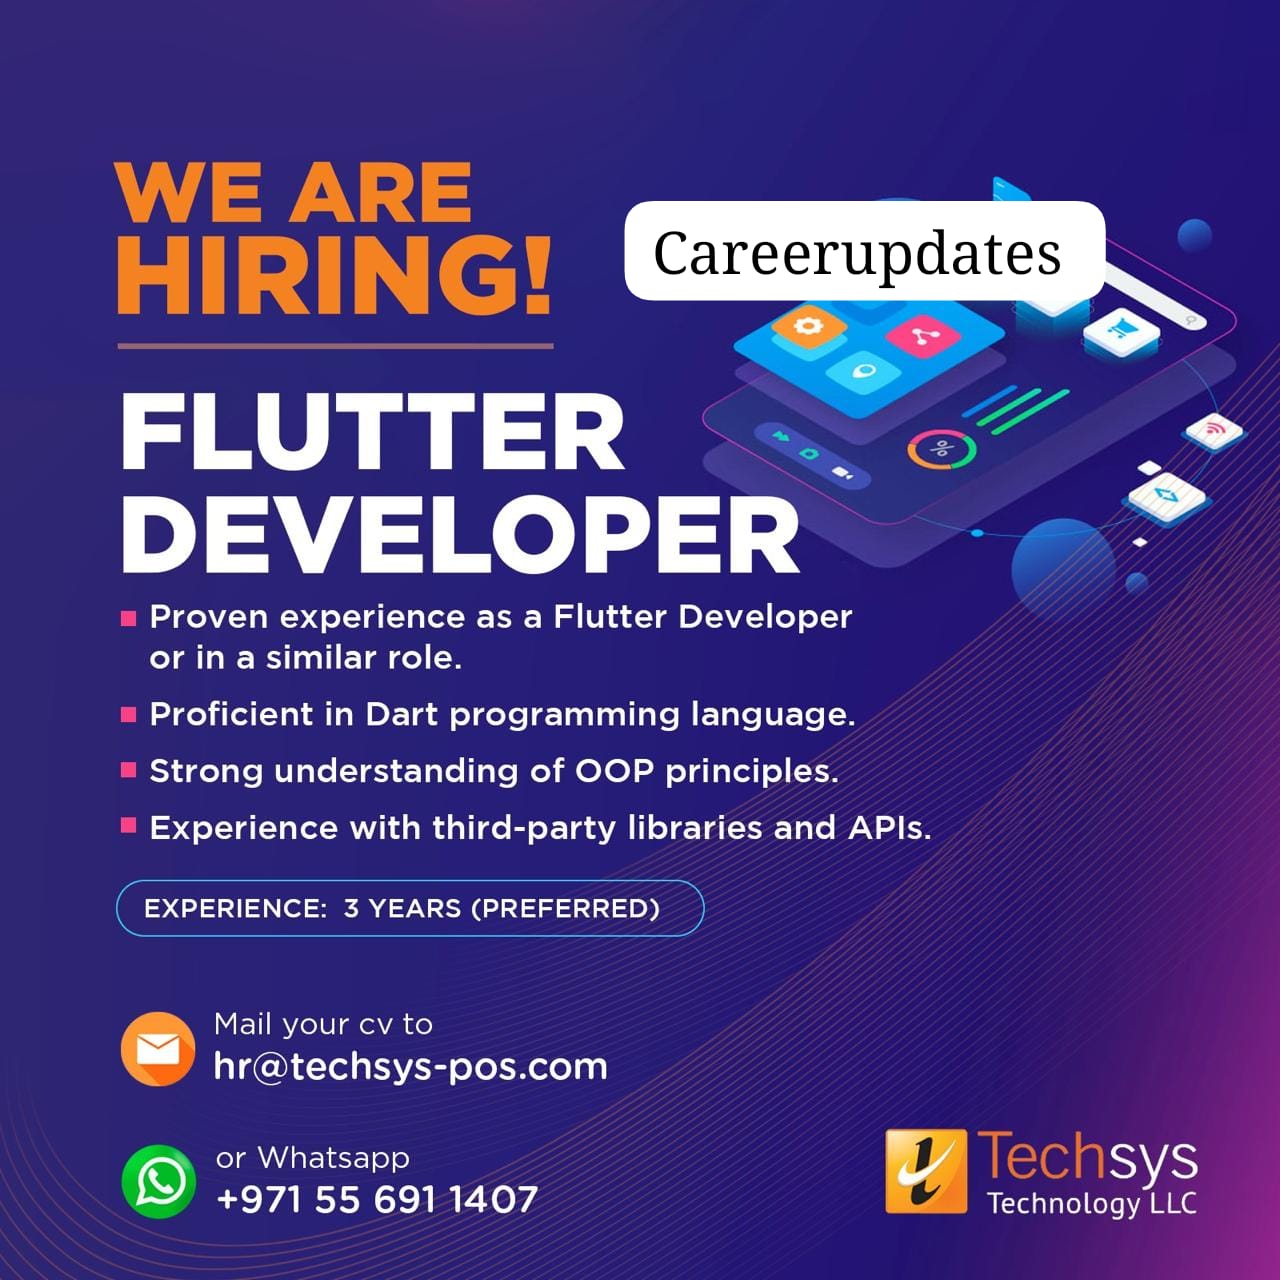 WE ARE
HIRING!
Careerupdates
FLUTTER
DEVELOPER
Proven experience as a Flutter Developer
or in a similar role.
Proficient in Dart programming language.
Strong understanding of OOP principles.
Experience with third-party libraries and APIs.
EXPERIENCE: 3 YEARS (PREFERRED)
Mail your cv to
hr@techsys-pos.com
or Whatsapp
+971 55 691 1407
t Techsys
Technology LLC
%